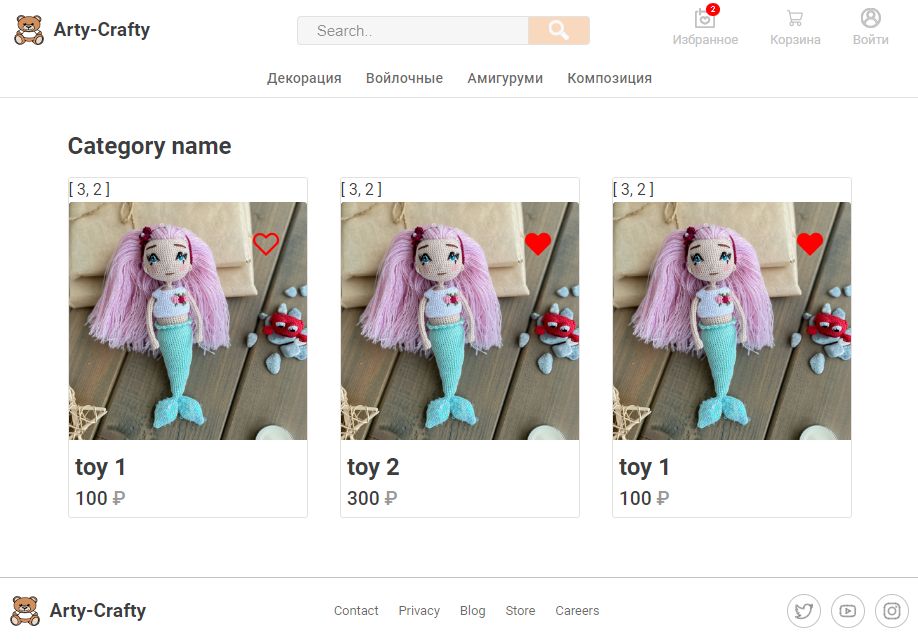 Arty-Crafty
Search..
2
Избранное
Корзина
Войти
Декорация Войлочные Амигуруми Композиция
Category name
[ 3, 2 ]
[ 3, 2 ]
[ 3, 2 ]
toy 1
100 ₽
toy 2
300 ₽
toy 1
100 ₽
Arty-Crafty
Contact Privacy Blog Store Careers